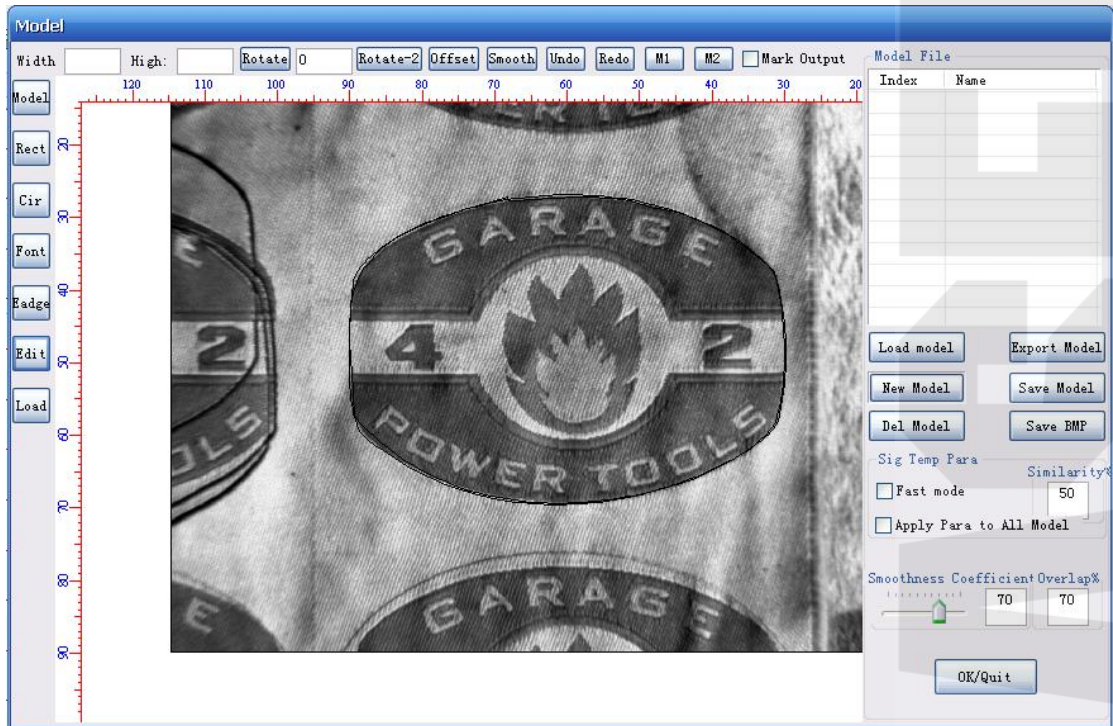 Model
Width High: Rotate 0 Rotate-2 Offset Smooth Undo Redo M1 M2 Mark Output
Model File
Index Name
120 110 100 90 80 70 60 50 40 30 20
Model
Rect
Cir
Font
Eadge
Edit
Load
20
30
40
50
60
70
80
90
GARAGE
4 2
POWER TOOLS
2
OLS
GARAGE
Load model Export Model
New Model Save Model
Del Model Save BMP
Sig Temp Para
Similarity%
Fast mode 50
Apply Para to All Model
Smoothness Coefficient Overlap%
70 70
OK/Quit